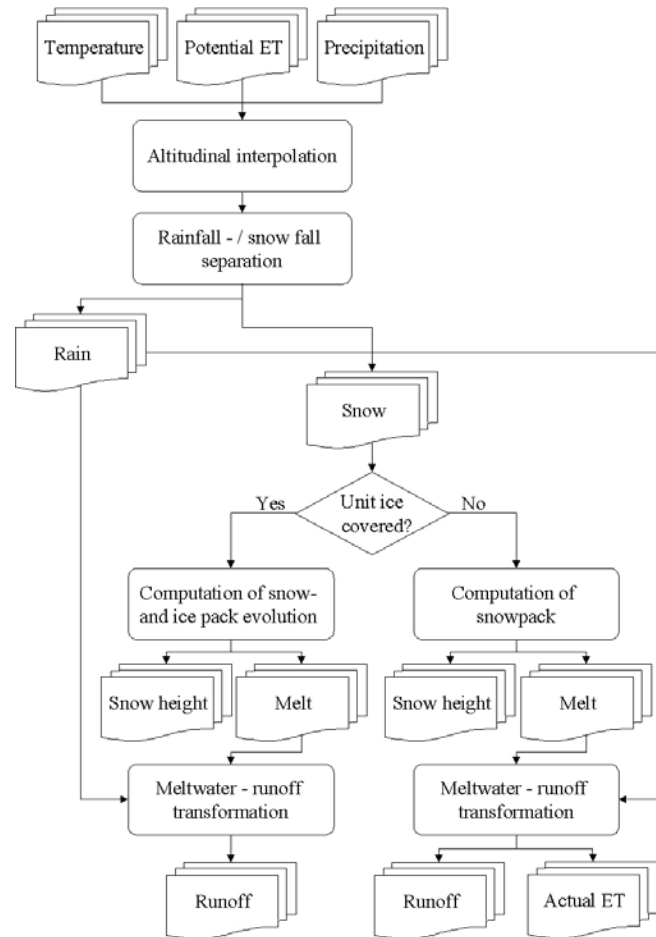 Temperature
Potential ET
Precipitation
Altitudinal interpolation
Rainfall - / snow fall
separation
Rain
Snow
Yes
Unit ice
covered?
No
Computation of snow-
and ice pack evolution
Computation of
snowpack
Snow height
Melt
Snow height
Melt
Meltwater - runoff
transformation
Meltwater - runoff
transformation
Runoff
Runoff
Actual ET